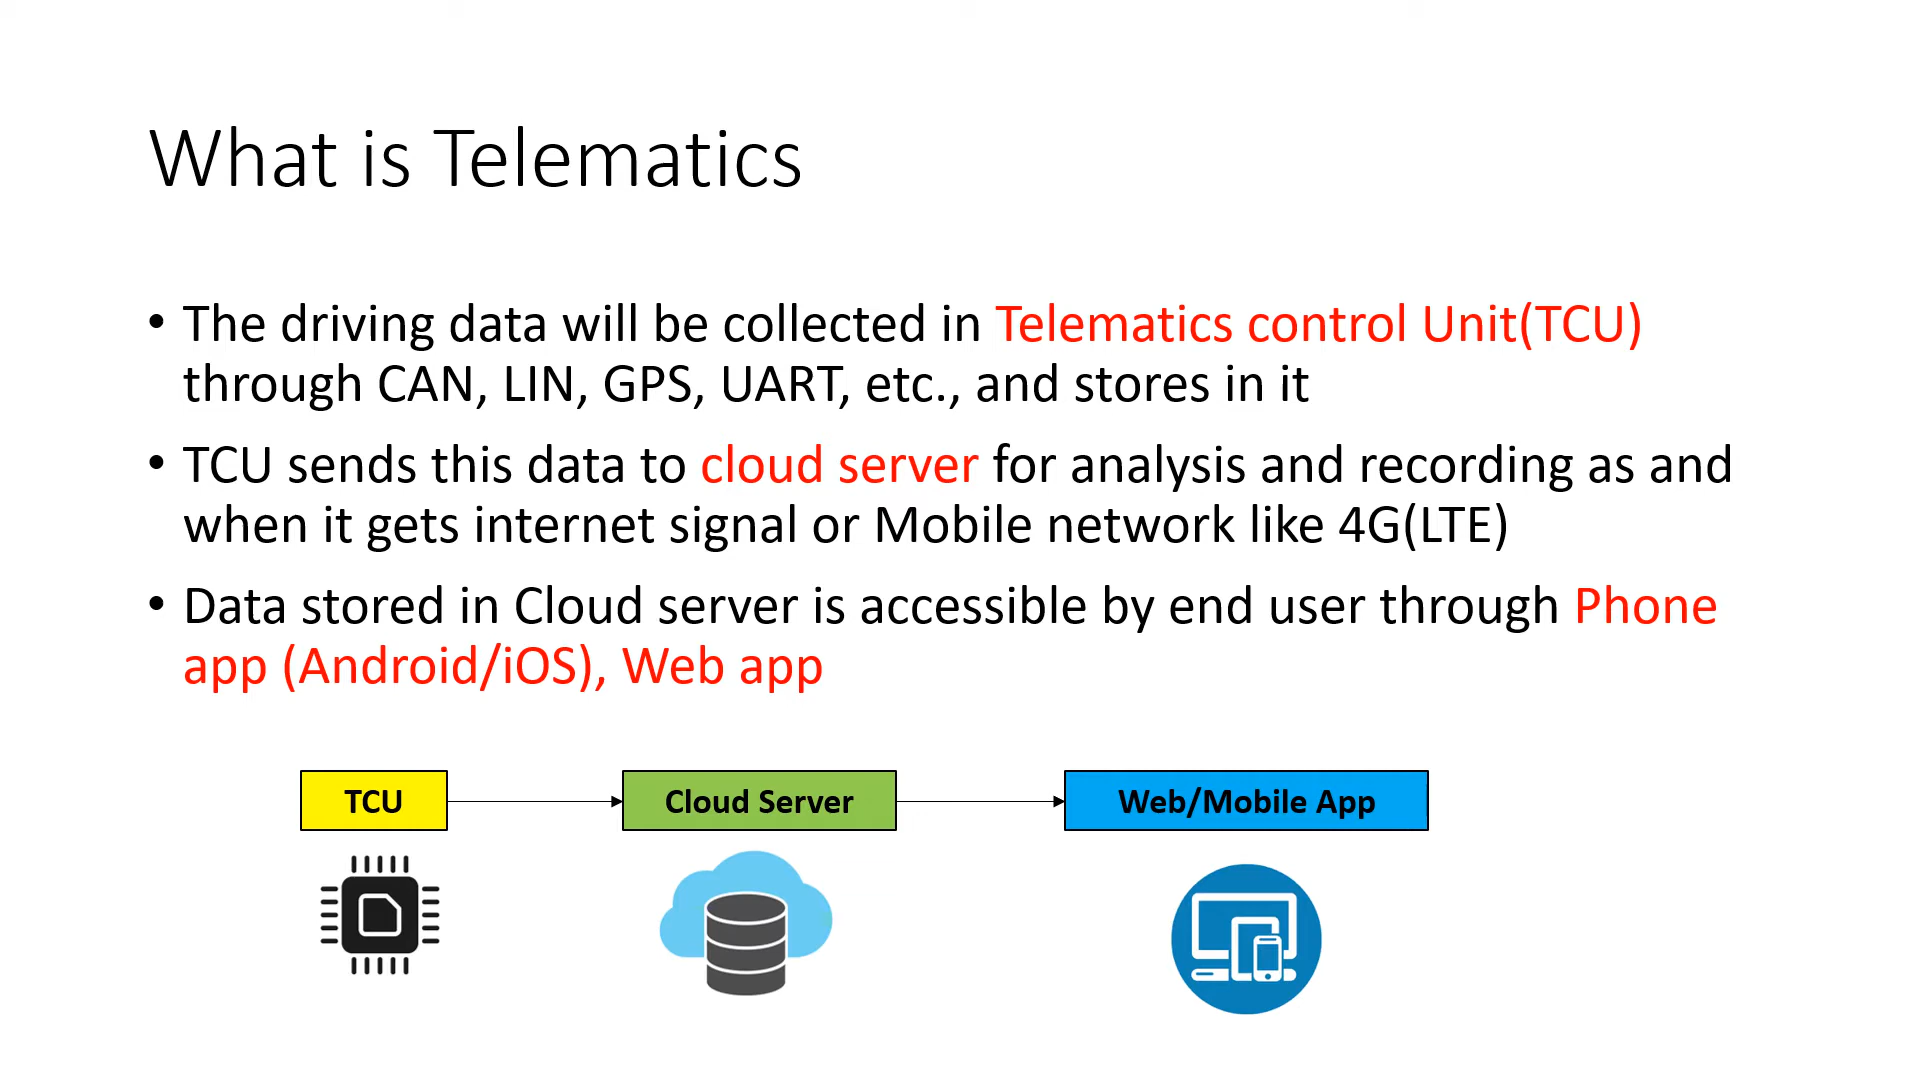 What is Telematics
• The driving data will be collected in Telematics control Unit(TCU)
through CAN, LIN, GPS, UART, etc., and stores in it
• TCU sends this data to cloud server for analysis and recording as and
when it gets internet signal or Mobile network like 4G(LTE)
• Data stored in Cloud server is accessible by end user through Phone
app (Android/iOS), Web app
TCU
Cloud Server
Web/Mobile App